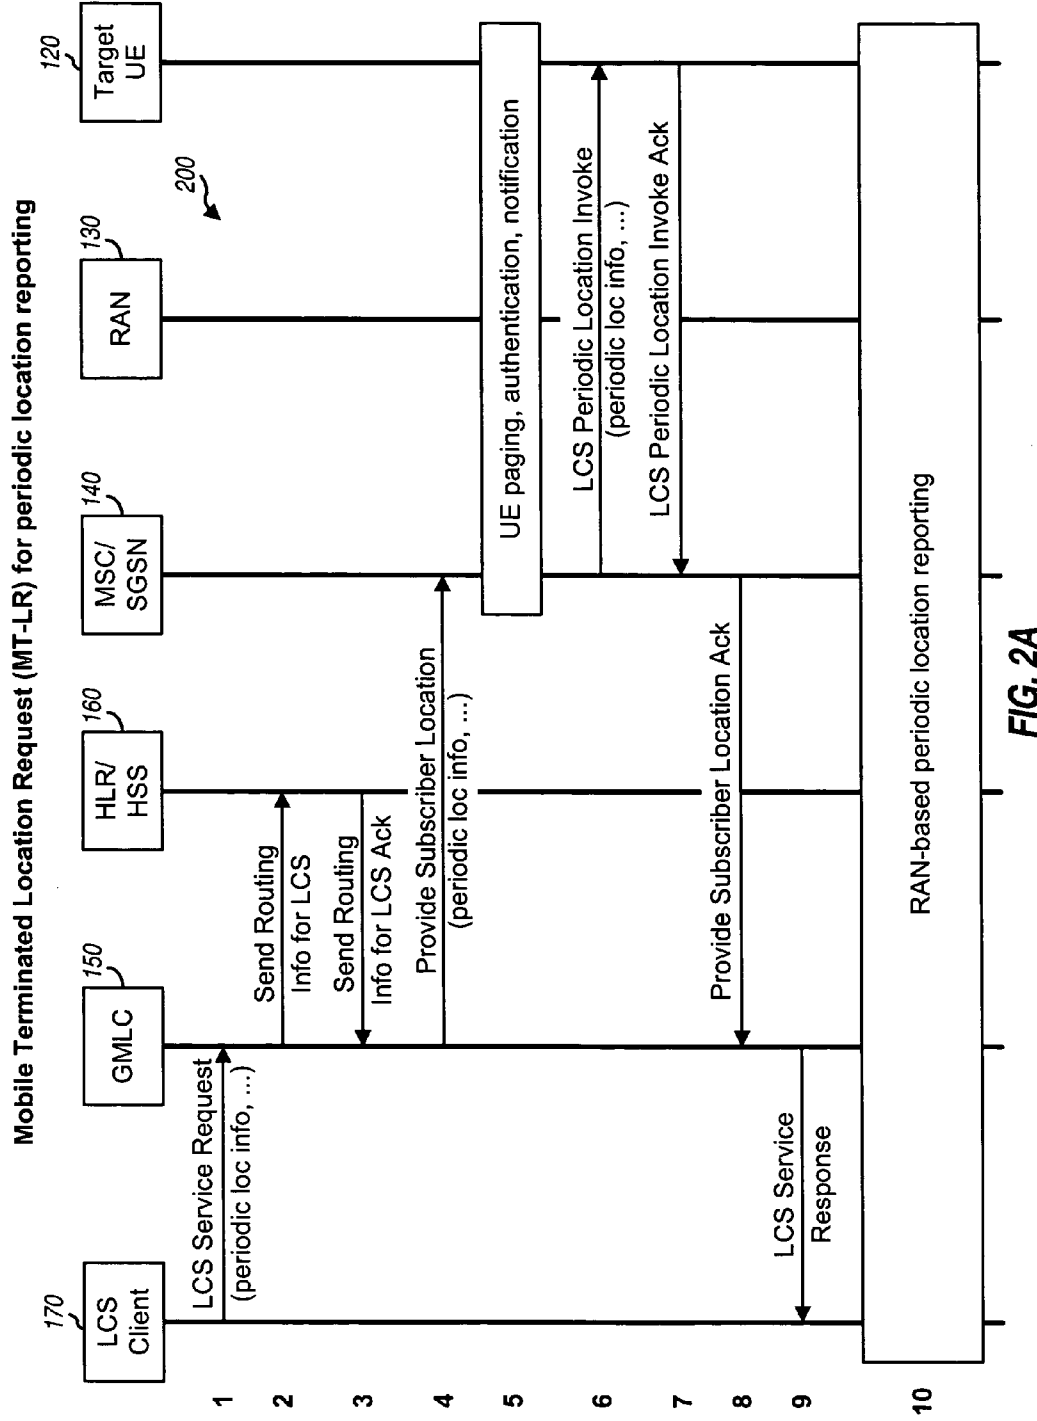 Mobile Terminated Location Request (MT-LR) for periodic location reporting
170
LCS
Client
150
GMLC
160
HLR/
HSS
140
MSC/
SGSN
130
RAN
120
Target
UE
200
1
LCS Service Request
(periodic loc info, ...)
2
Send Routing
Info for LCS
3
Send Routing
Info for LCS Ack
4
Provide Subscriber Location
(periodic loc info, ...)
5
UE paging, authentication, notification
6
LCS Periodic Location Invoke
(periodic loc info, ...)
7
LCS Periodic Location Invoke Ack
8
Provide Subscriber Location Ack
9
LCS Service
Response
10
RAN-based periodic location reporting
FIG. 2A